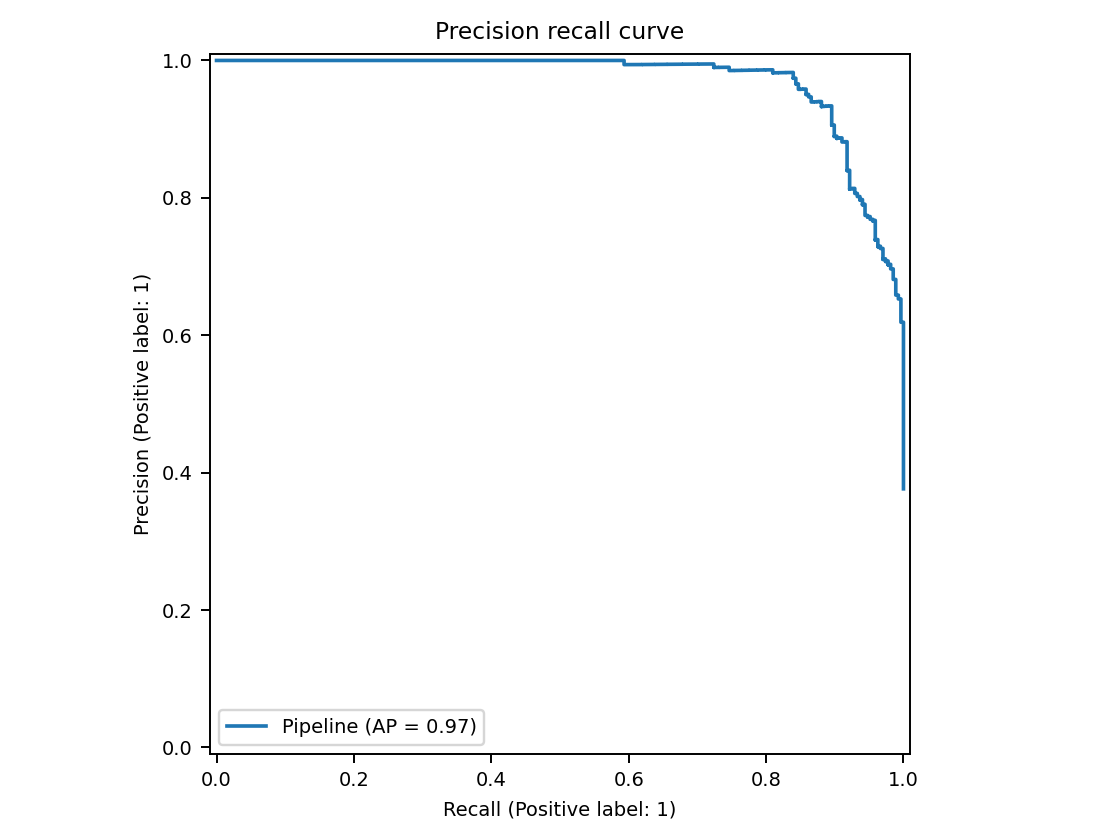 Precision recall curve
1.0
0.8
0.6
0.4
0.2
0.0
Precision (Positive label: 1)
Pipeline (AP = 0.97)
0.0 0.2 0.4 0.6 0.8 1.0
Recall (Positive label: 1)